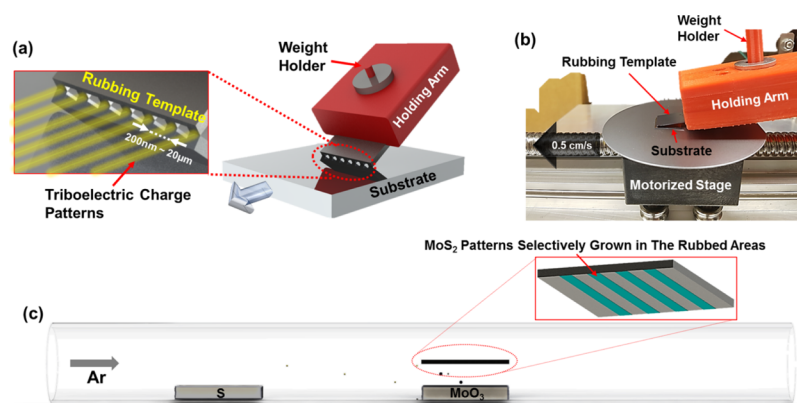 (a)
Weight
Holder
Rubbing Template
200nm – 20μm
Triboelectric Charge
Patterns
Holding Arm
Substrate
(b)
Weight
Holder
Rubbing Template
Holding Arm
0.5 cm/s
Substrate
Motorized Stage
MoS₂ Patterns Selectively Grown in The Rubbed Areas
(c)
Ar
S
MoO₃